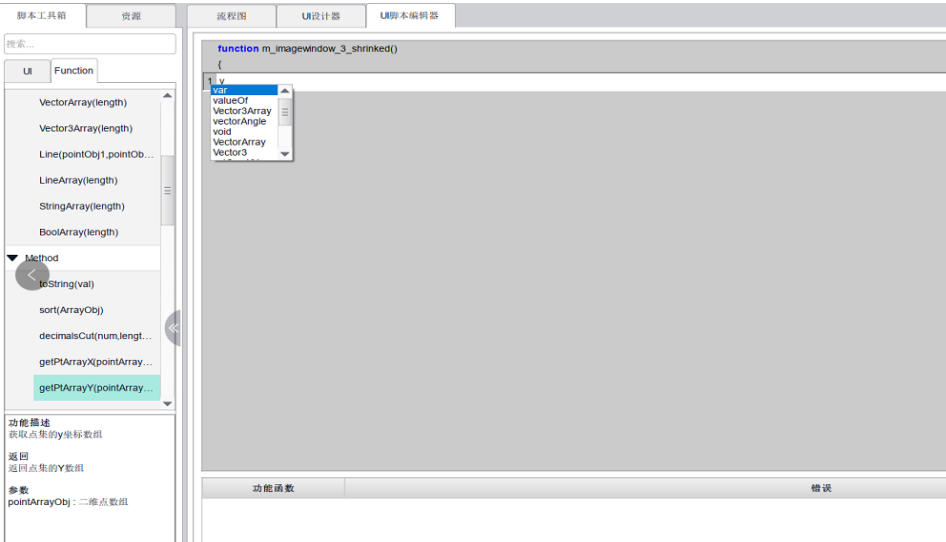 脚本工具箱
资源
搜索...
UI
Function
VectorArray(length)
Vector3Array(length)
Line(pointObj1,pointOb...
LineArray(length)
StringArray(length)
BoolArray(length)
Method
toString(val)
sort(ArrayObj)
decimalsCut(num,lengt...
getPtArrayX(pointArray...
getPtArrayY(pointArray...
功能描述
获取点集的y坐标数组
返回
返回点集的Y数组
参数
pointArrayObj : 二维点数组
流程图
UI设计器
UI脚本编辑器
function m_imagewindow_3_shrinked()
{
1 v
var
valueOf
Vector3Array
vectorAngle
void
VectorArray
Vector3
功能函数
错误